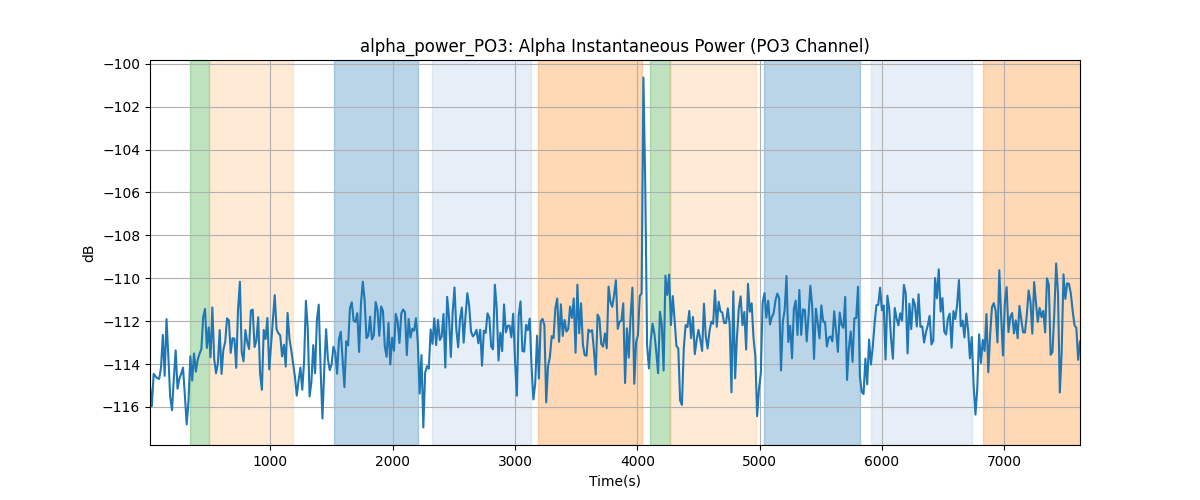 alpha_power_PO3: Alpha Instantaneous Power (PO3 Channel)
−100
−102
−104
−106
−108
−110
−112
−114
−116
dB
1000 2000 3000 4000 5000 6000 7000
Time(s)